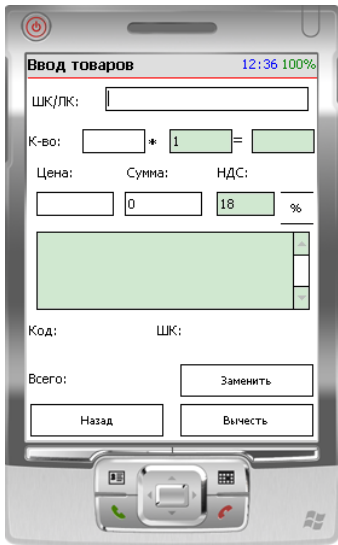 Ввод товаров 12:36 100%
ШК/ЛК:
К-во: * 1 =
Цена: Сумма: НДС:
0 18 %
Код: ШК:
Всего: Заменить
Назад Вычесть